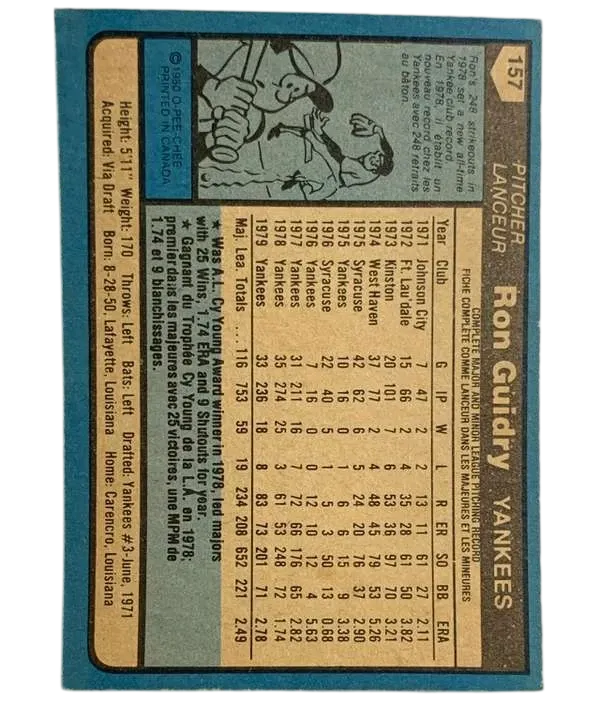 157
PITCHER
LANCEUR
Ron Guidry YANKEES
Ron's 248 strikeouts in
1978 set a new all-time
Yankee club record.
En 1978, il établit un
nouveau record chez les
Yankees avec 248 retraits
au bâton.
© 1980 O-PEE-CHEE
PRINTED IN CANADA
COMPLETE MAJOR AND MINOR LEAGUE PITCHING RECORD
FICHE COMPLÈTE COMME LANCEUR DANS LES MAJEURES ET LES MINEURES
Year Club G IP W L R ER SO BB ERA
1971 Johnson City 7 47 2 2 13 11 61 27 2.11
1972 Ft. Lau'dale 15 66 2 4 35 28 61 50 3.82
1973 Kinston 20 101 7 6 53 36 97 70 3.21
1974 West Haven 37 77 2 4 48 45 79 53 5.26
1975 Syracuse 42 62 6 5 24 20 76 37 2.90
1975 Yankees 10 16 0 1 6 6 15 9 3.38
1976 Syracuse 22 40 5 1 5 3 50 13 0.68
1976 Yankees 7 16 0 0 12 10 12 4 5.63
1977 Yankees 31 211 16 7 72 66 176 65 2.82
1978 Yankees 35 274 25 3 61 53 248 72 1.74
1979 Yankees 33 236 18 8 83 73 201 71 2.78
Maj. Lea. Totals .... 116 753 59 19 234 208 652 221 2.49
★ Was A.L. Cy Young Award winner in 1978, led majors
with 25 Wins, 1.74 ERA and 9 Shutouts for year.
★ Gagnant du Trophée Cy Young de la L.A. en 1978;
premier dans les majeures avec 25 victoires, une MPM de
1.74 et 9 blanchissages.
Height: 5'11" Weight: 170 Throws: Left Bats: Left Drafted: Yankees #3-June, 1971
Acquired: Via Draft Born: 8-28-50, Lafayette, Louisiana Home: Carencro, Louisiana